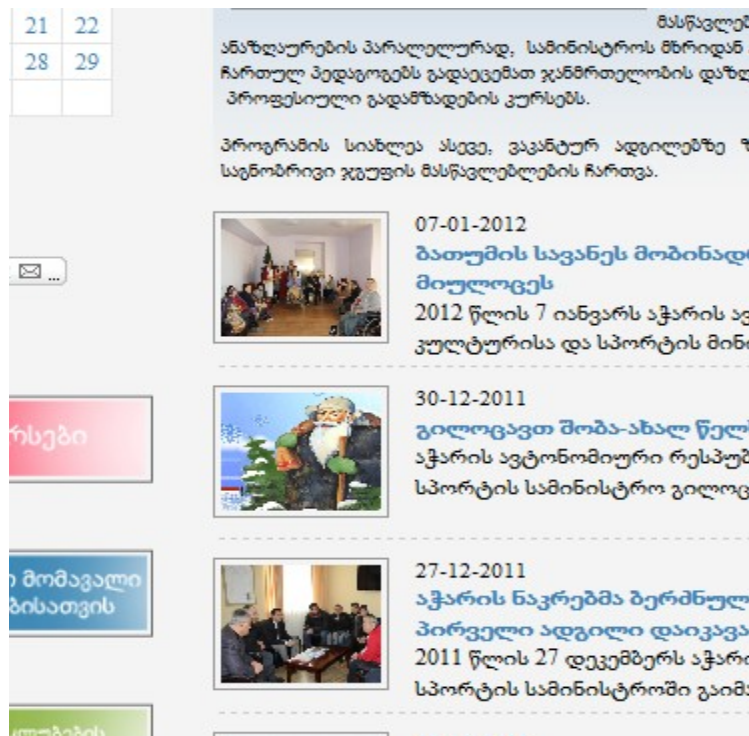 21 22
28 29
მასწავლებ
ანაზღაურების პარალელურად, სამინისტროს მხრიდან
ჩართულ პედაგოგებს გადაეცემათ ჯანმრთელობის დაზღ
პროფესიული გადამზადების კურსებს.
პროგრამის სიახლეა ასევე, ვაკანტურ ადგილებზე
საგნობრივი ჯგუფის მასწავლებლების ჩართვა.
...
07-01-2012
ბათუმის სავანეს მობინად
მიულოცეს
2012 წლის 7 იანვარს აჭარის ავ
კულტურისა და სპორტის მინი
30-12-2011
გილოცავთ შობა-ახალ წელ
აჭარის ავტონომიური რესპუბ
სპორტის სამინისტრო გილოც
რსები
27-12-2011
აჭარის ნაკრებმა ბერძნულ
პირველი ადგილი დაიკავა
2011 წლის 27 დეკემბერს აჭარი
სპორტის სამინისტროში გაიმა
ი მომავალი
ბისათვის